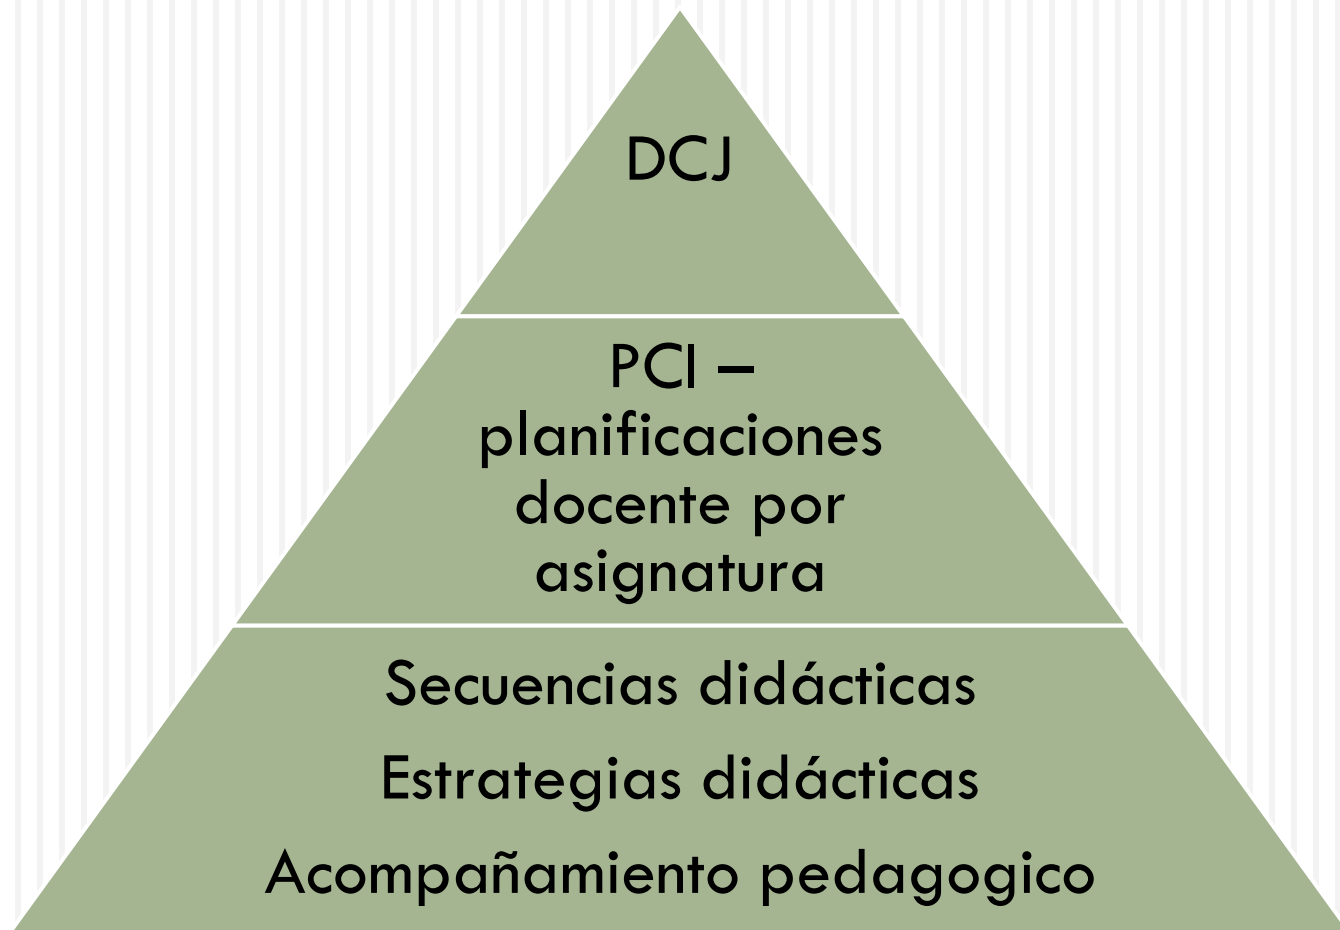 DCJ
PCI –
planificaciones
docente por
asignatura
Secuencias didácticas
Estrategias didácticas
Acompañamiento pedagogico